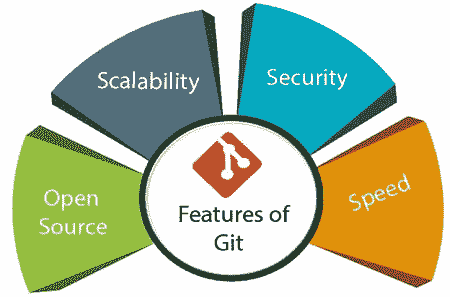 Scalability
Security
Open
Source
Speed
Features of
Git